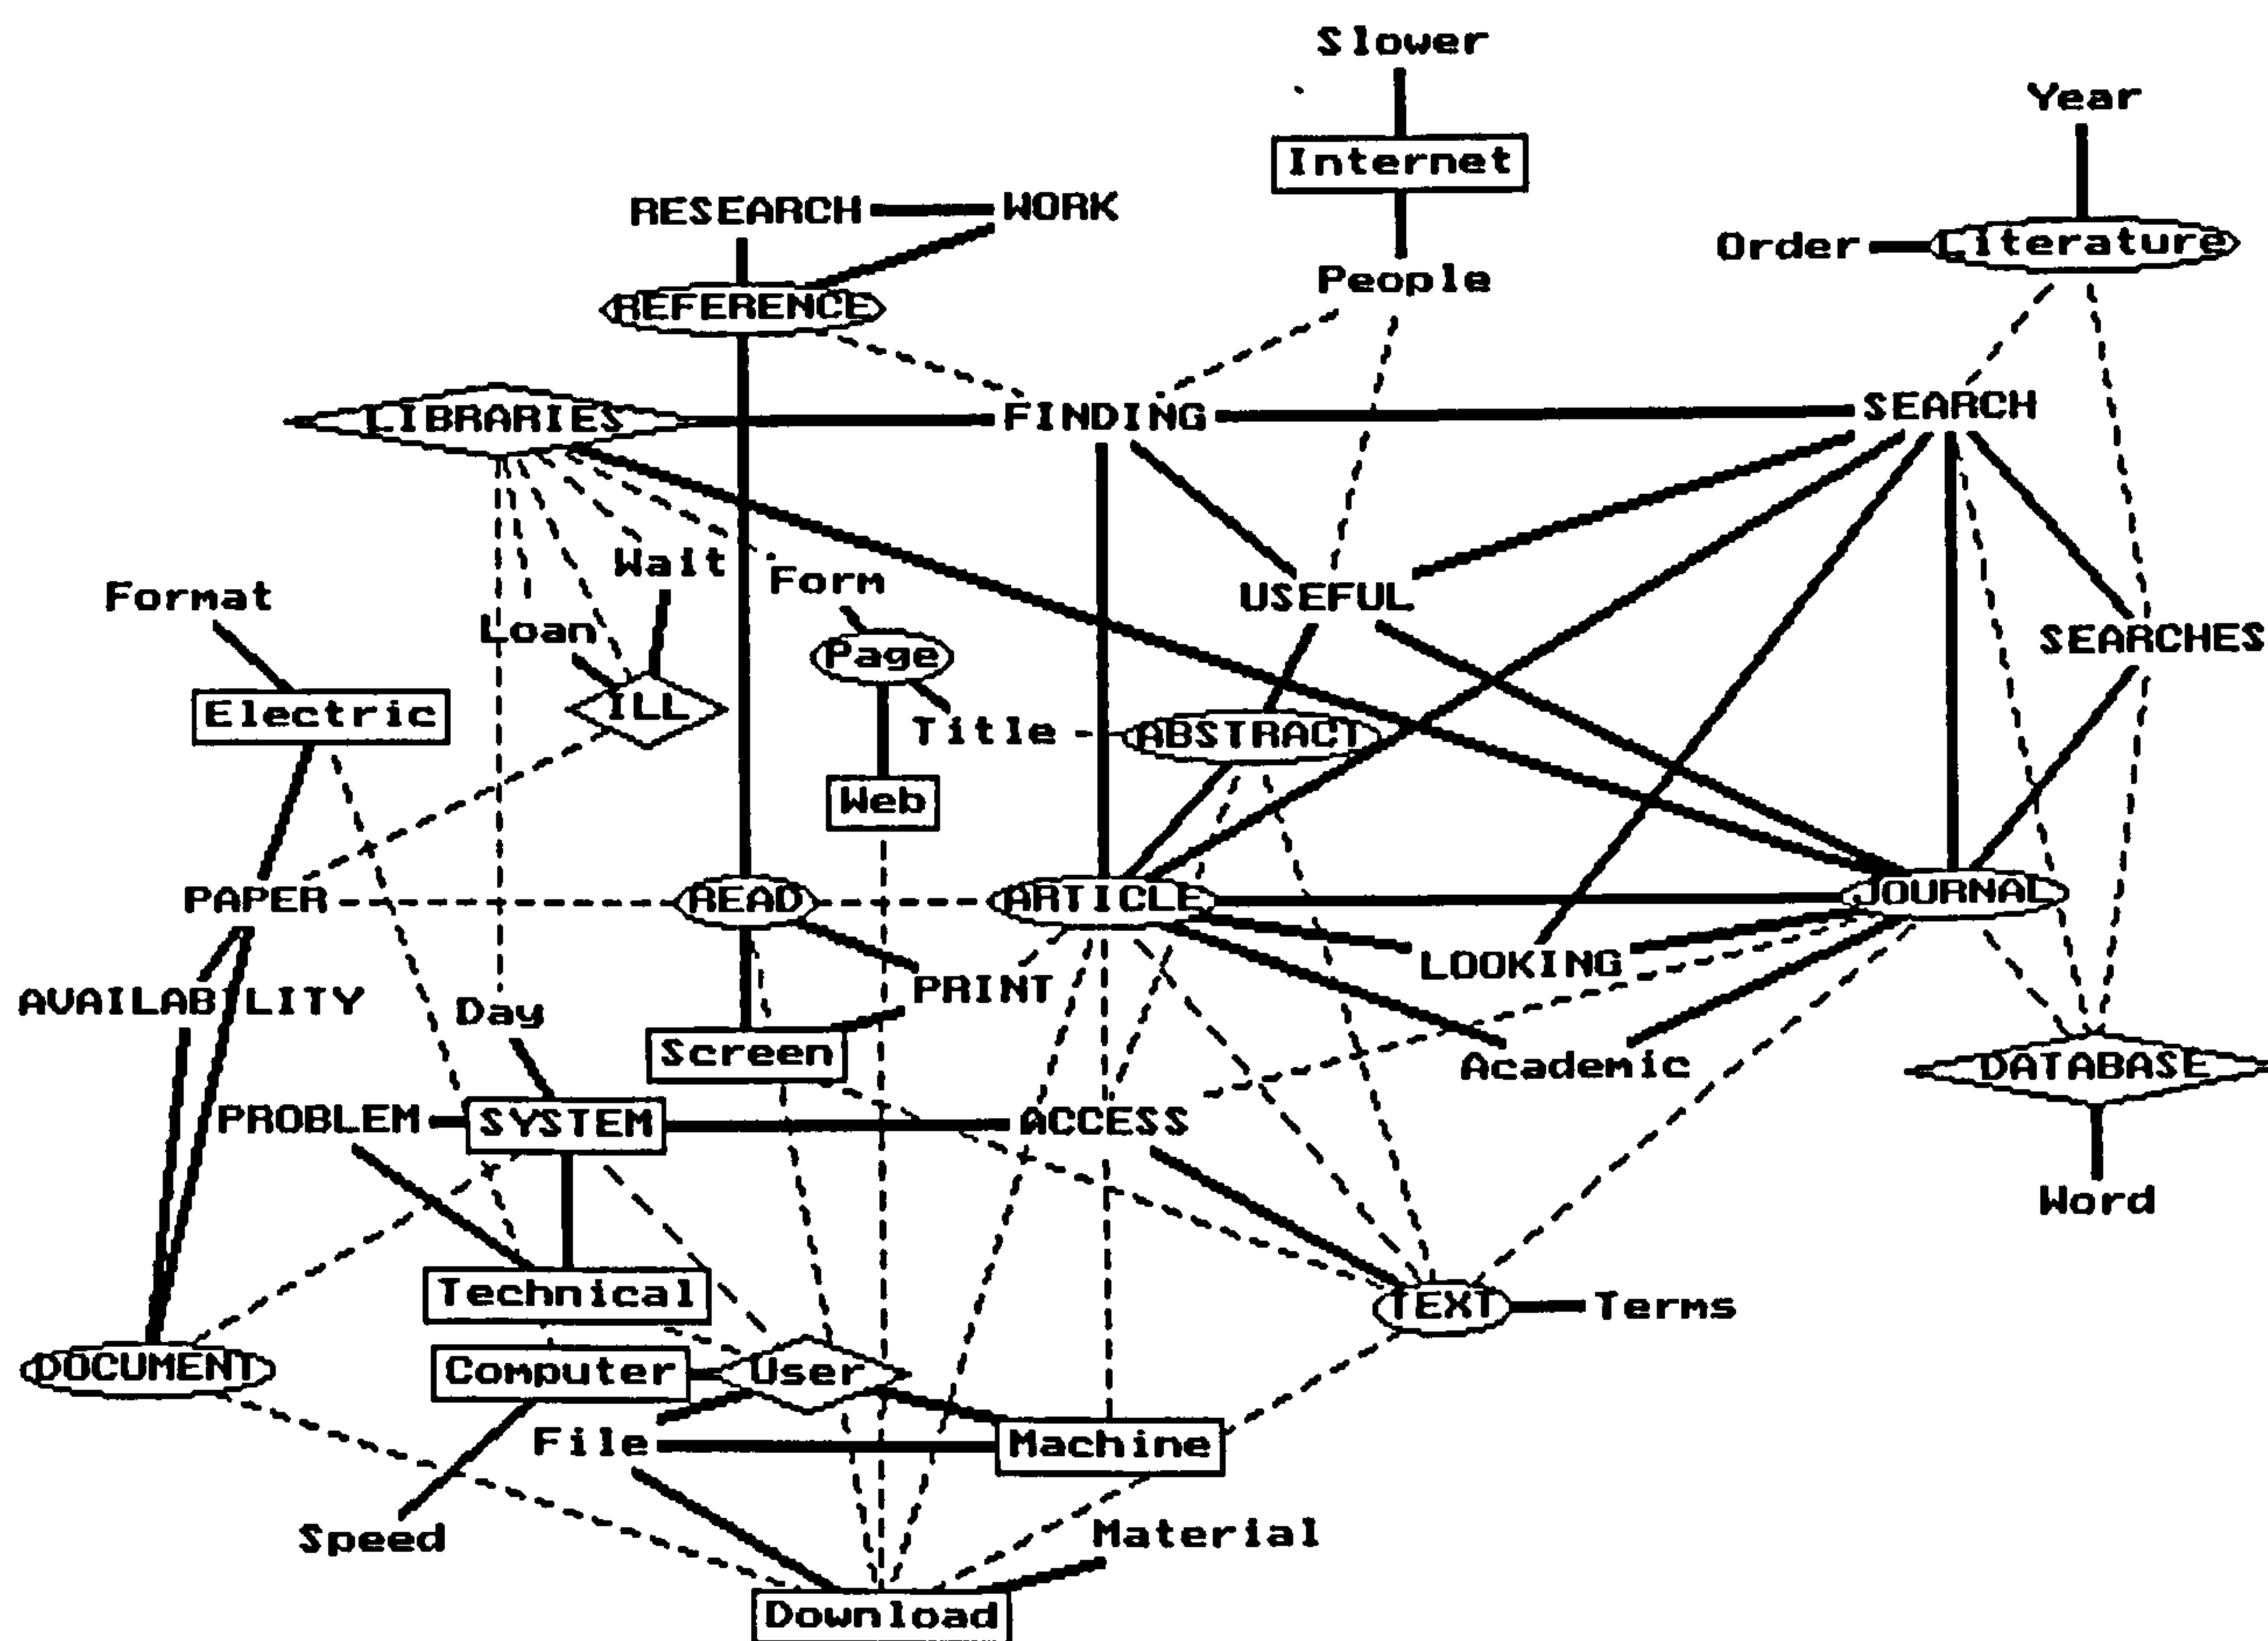 Slower
Year
Internet
RESEARCH
WORK
Order
Literature
People
REFERENCE
LIBRARIES
FINDING
SEARCH
Wait
Form
Format
USEFUL
Loan
SEARCHES
Page
Electric
ILL
Title
ABSTRACT
Web
PAPER
READ
ARTICLE
JOURNAL
LOOKING
PRINT
AVAILABILITY
Day
Screen
Academic
DATABASE
PROBLEM
SYSTEM
ACCESS
Word
Technical
TEXT
Terms
DOCUMENT
Computer
User
File
Machine
Speed
Material
Download